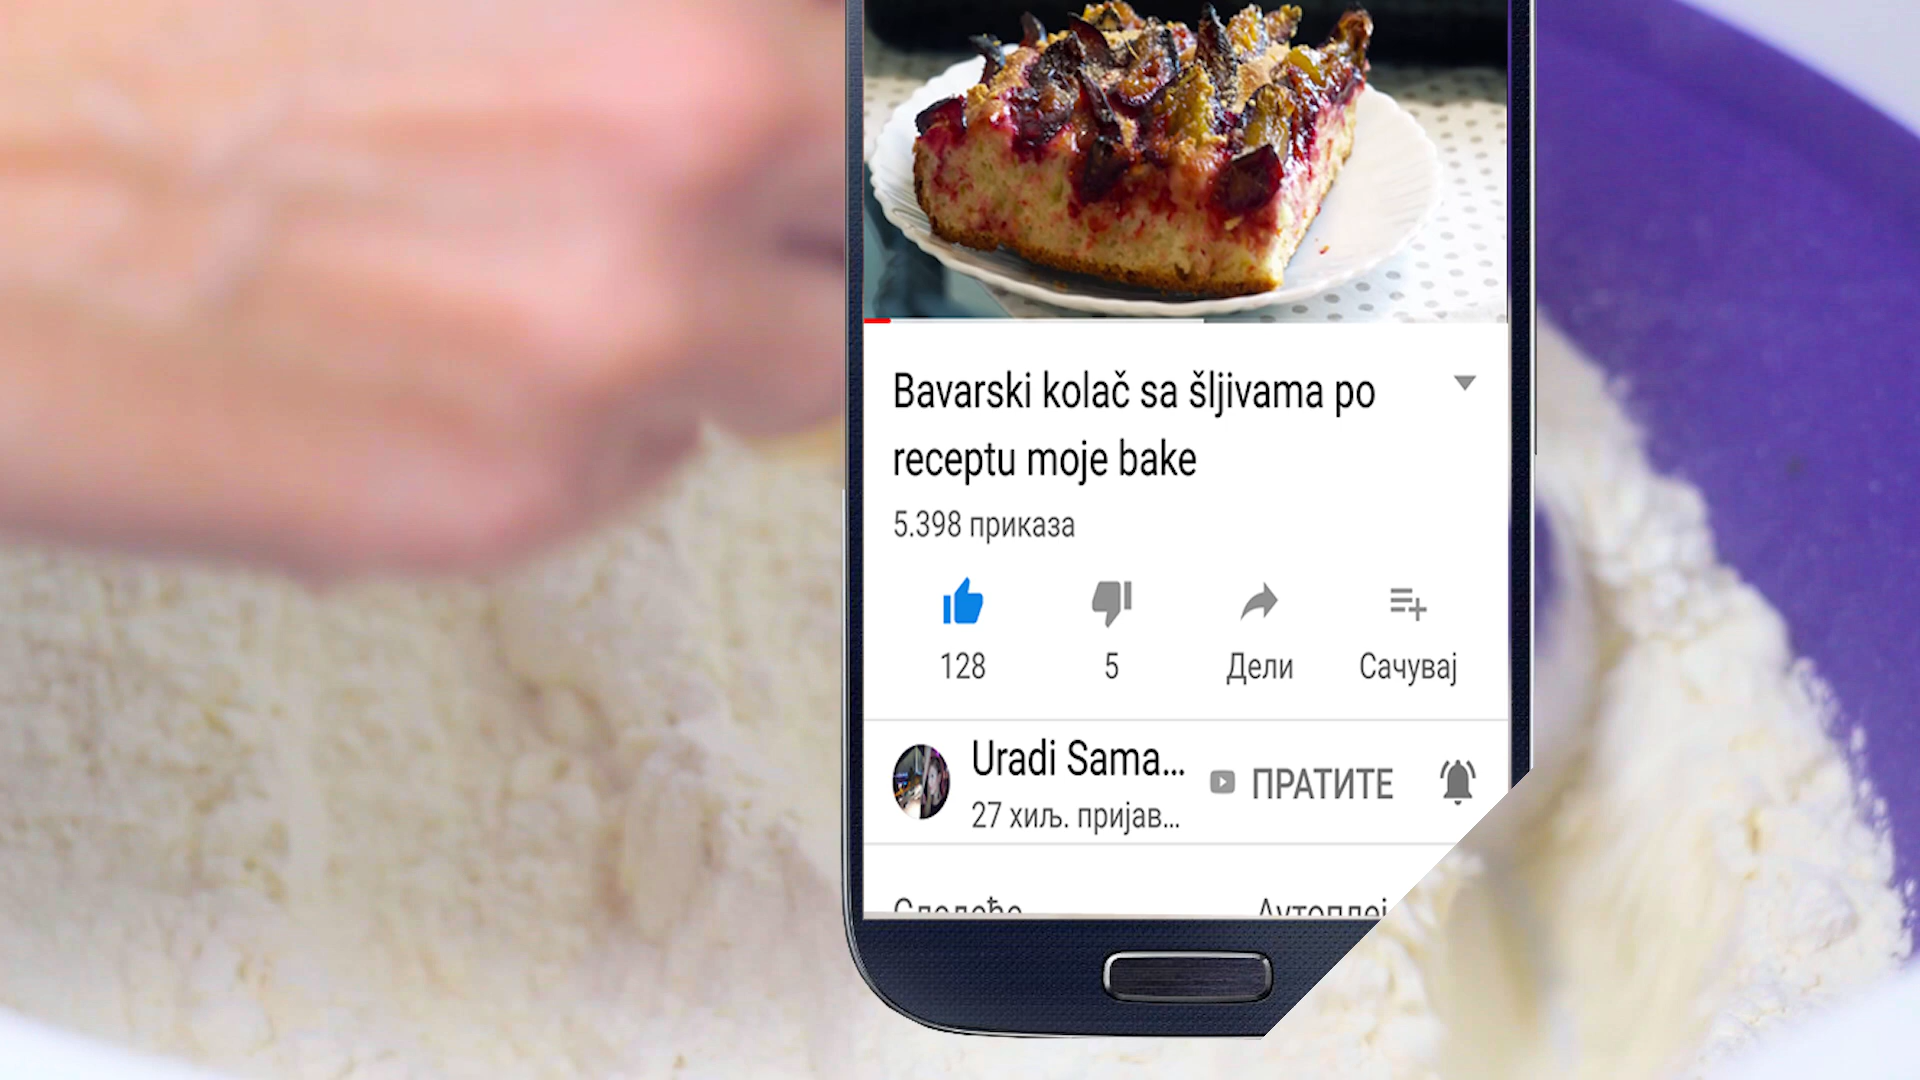 Bavarski kolač sa šljivama po
receptu moje bake
5.398 приказа
128
5
Дели
Сачувај
Uradi Sama...
ПРАТИТЕ
27 хиљ. пријав...